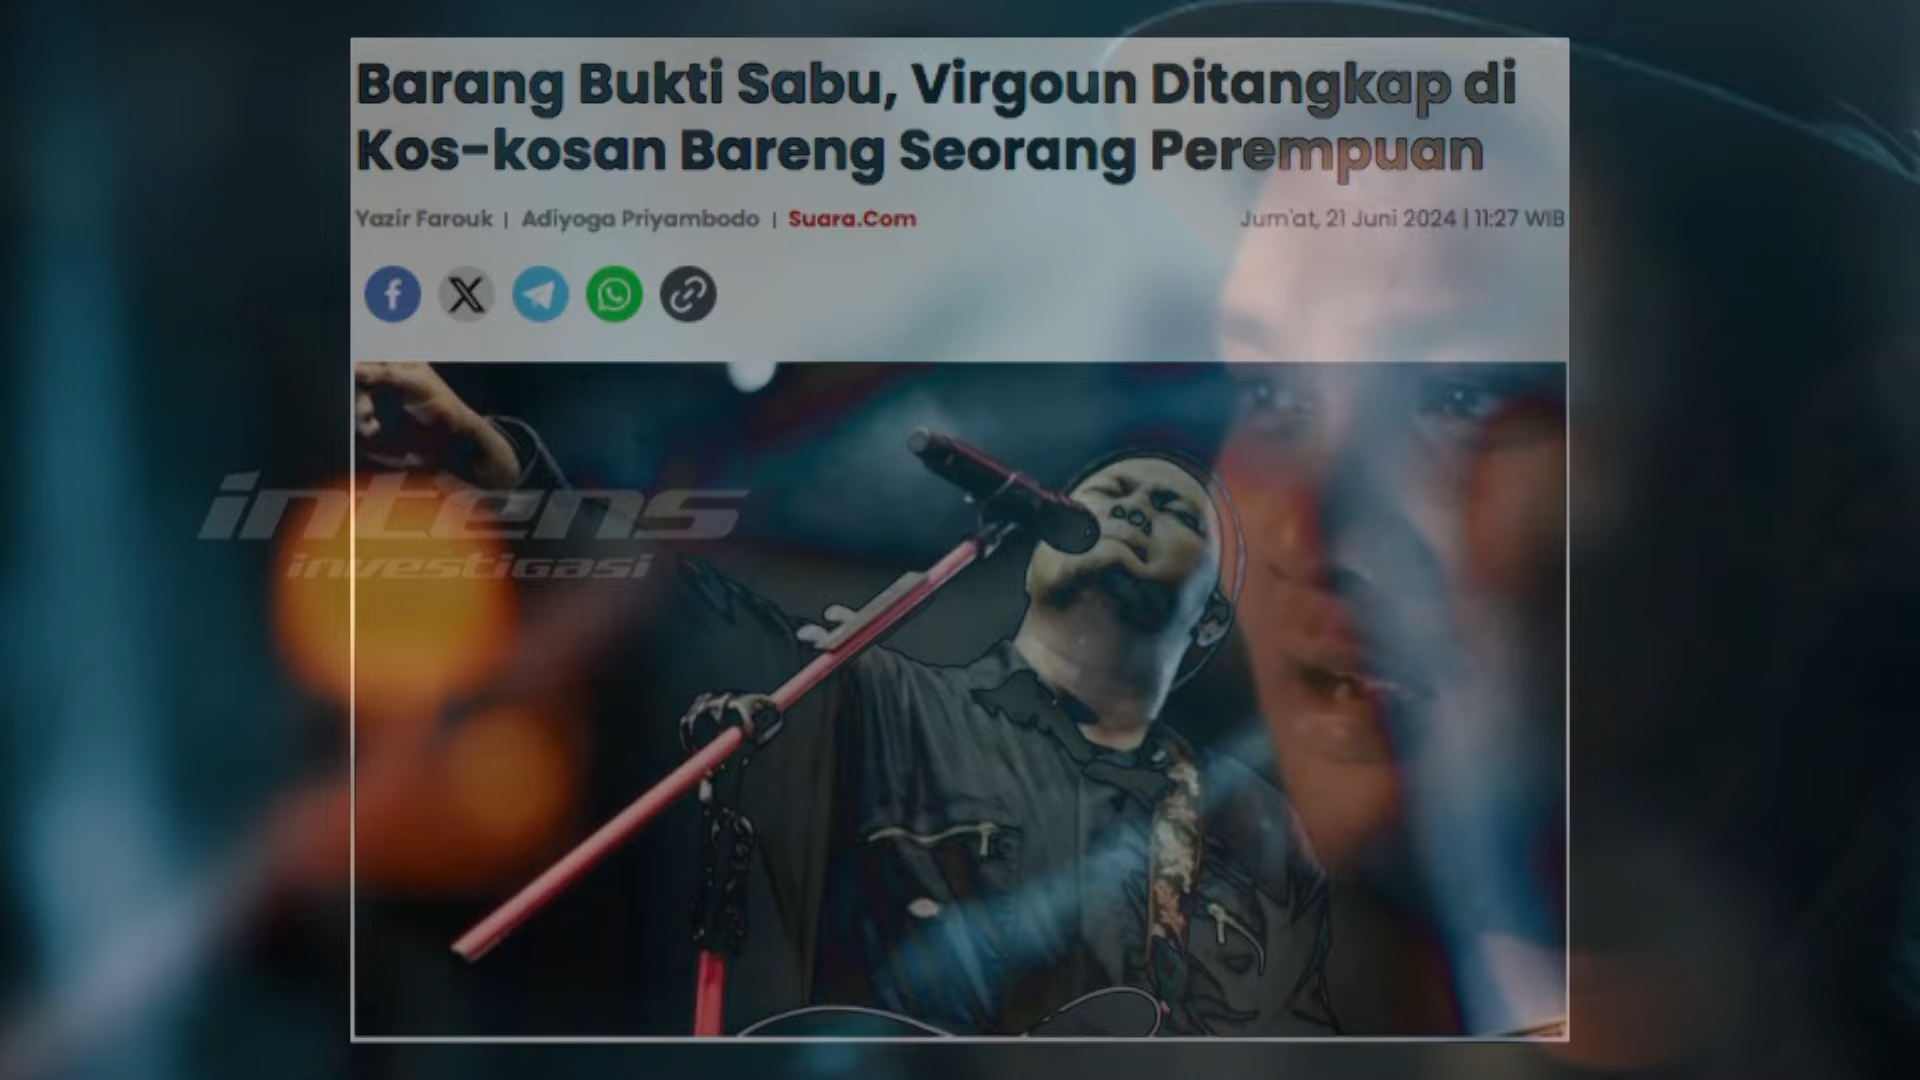 Barang Bukti Sabu, Virgoun Ditangkap di
Kos-kosan Bareng Seorang Perempuan
Yazir Farouk | Adiyoga Priyambodo | Suara.Com
Jum'at, 21 Juni 2024 | 11:27 WIB
intens
investigasi